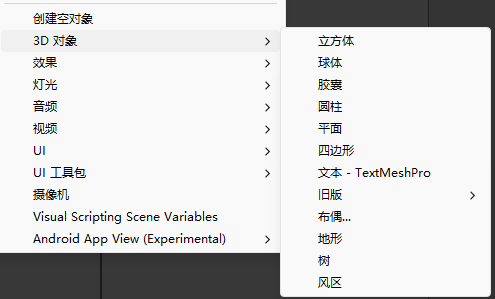 创建空对象
3D 对象
效果
灯光
音频
视频
UI
UI 工具包
摄像机
Visual Scripting Scene Variables
Android App View (Experimental)
立方体
球体
胶囊
圆柱
平面
四边形
文本 - TextMeshPro
旧版
布偶...
地形
树
风区